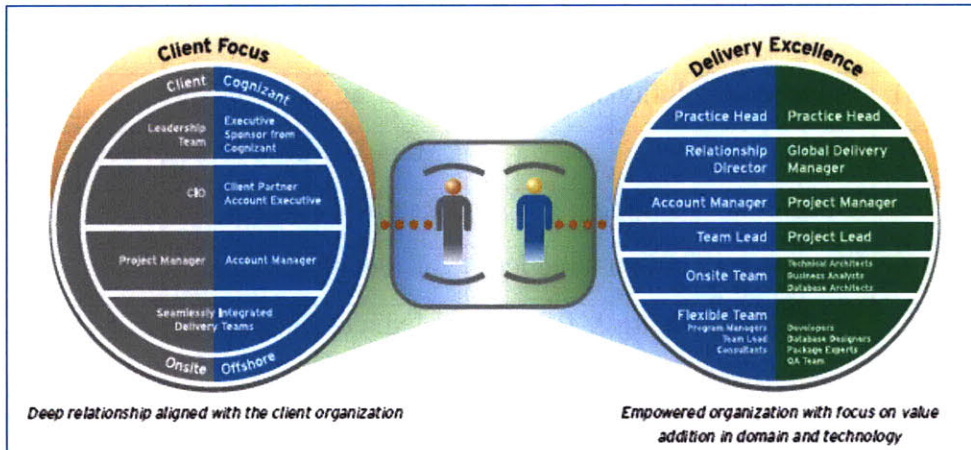 Client Focus
Client
Cognizant
Leadership
Team
Executive
Sponsor from
Cognizant
CIO
Client Partner
Account Executive
Project Manager
Account Manager
Seamlessly Integrated
Delivery Teams
Onsite
Offshore
Deep relationship aligned with the client organization
Delivery Excellence
Practice Head
Practice Head
Relationship
Director
Global Delivery
Manager
Account Manager
Project Manager
Team Lead
Project Lead
Onsite Team
Technical Architects
Business Analysts
Database Architects
Flexible Team
Program Managers
Team Lead
Consultants
Developers
Database Designers
Package Experts
QA Team
Empowered organization with focus on value
addition in domain and technology